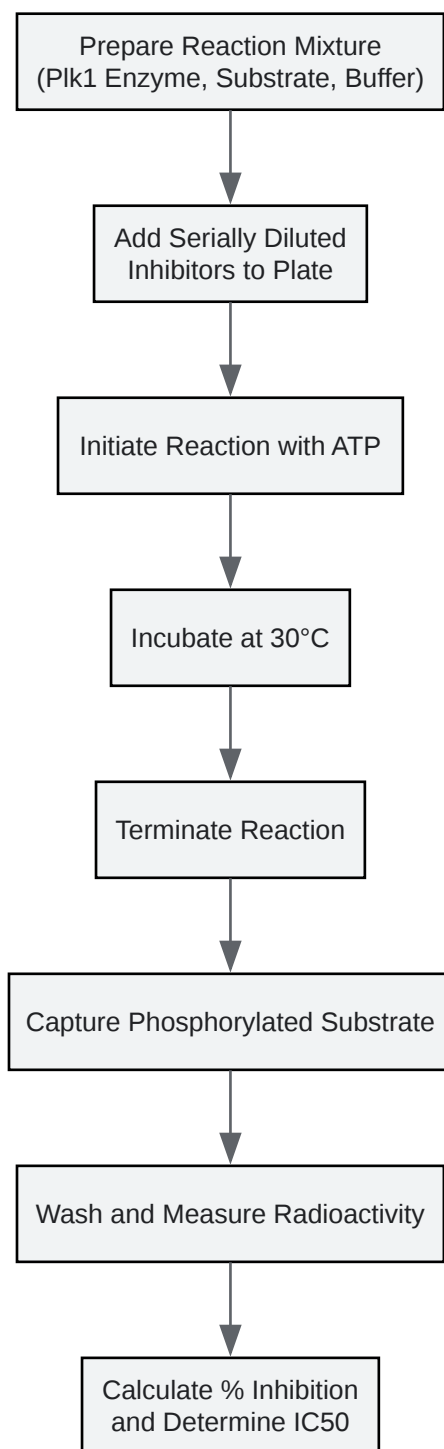 Prepare Reaction Mixture
(Plk1 Enzyme, Substrate, Buffer)
Add Serially Diluted
Inhibitors to Plate
Initiate Reaction with ATP
Incubate at 30°C
Terminate Reaction
Capture Phosphorylated Substrate
Wash and Measure Radioactivity
Calculate % Inhibition
and Determine IC50